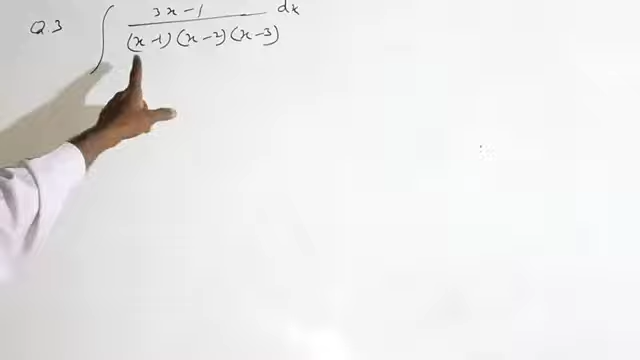 Q.3 ∫ 3x-1 / (x-1)(x-2)(x-3) dx